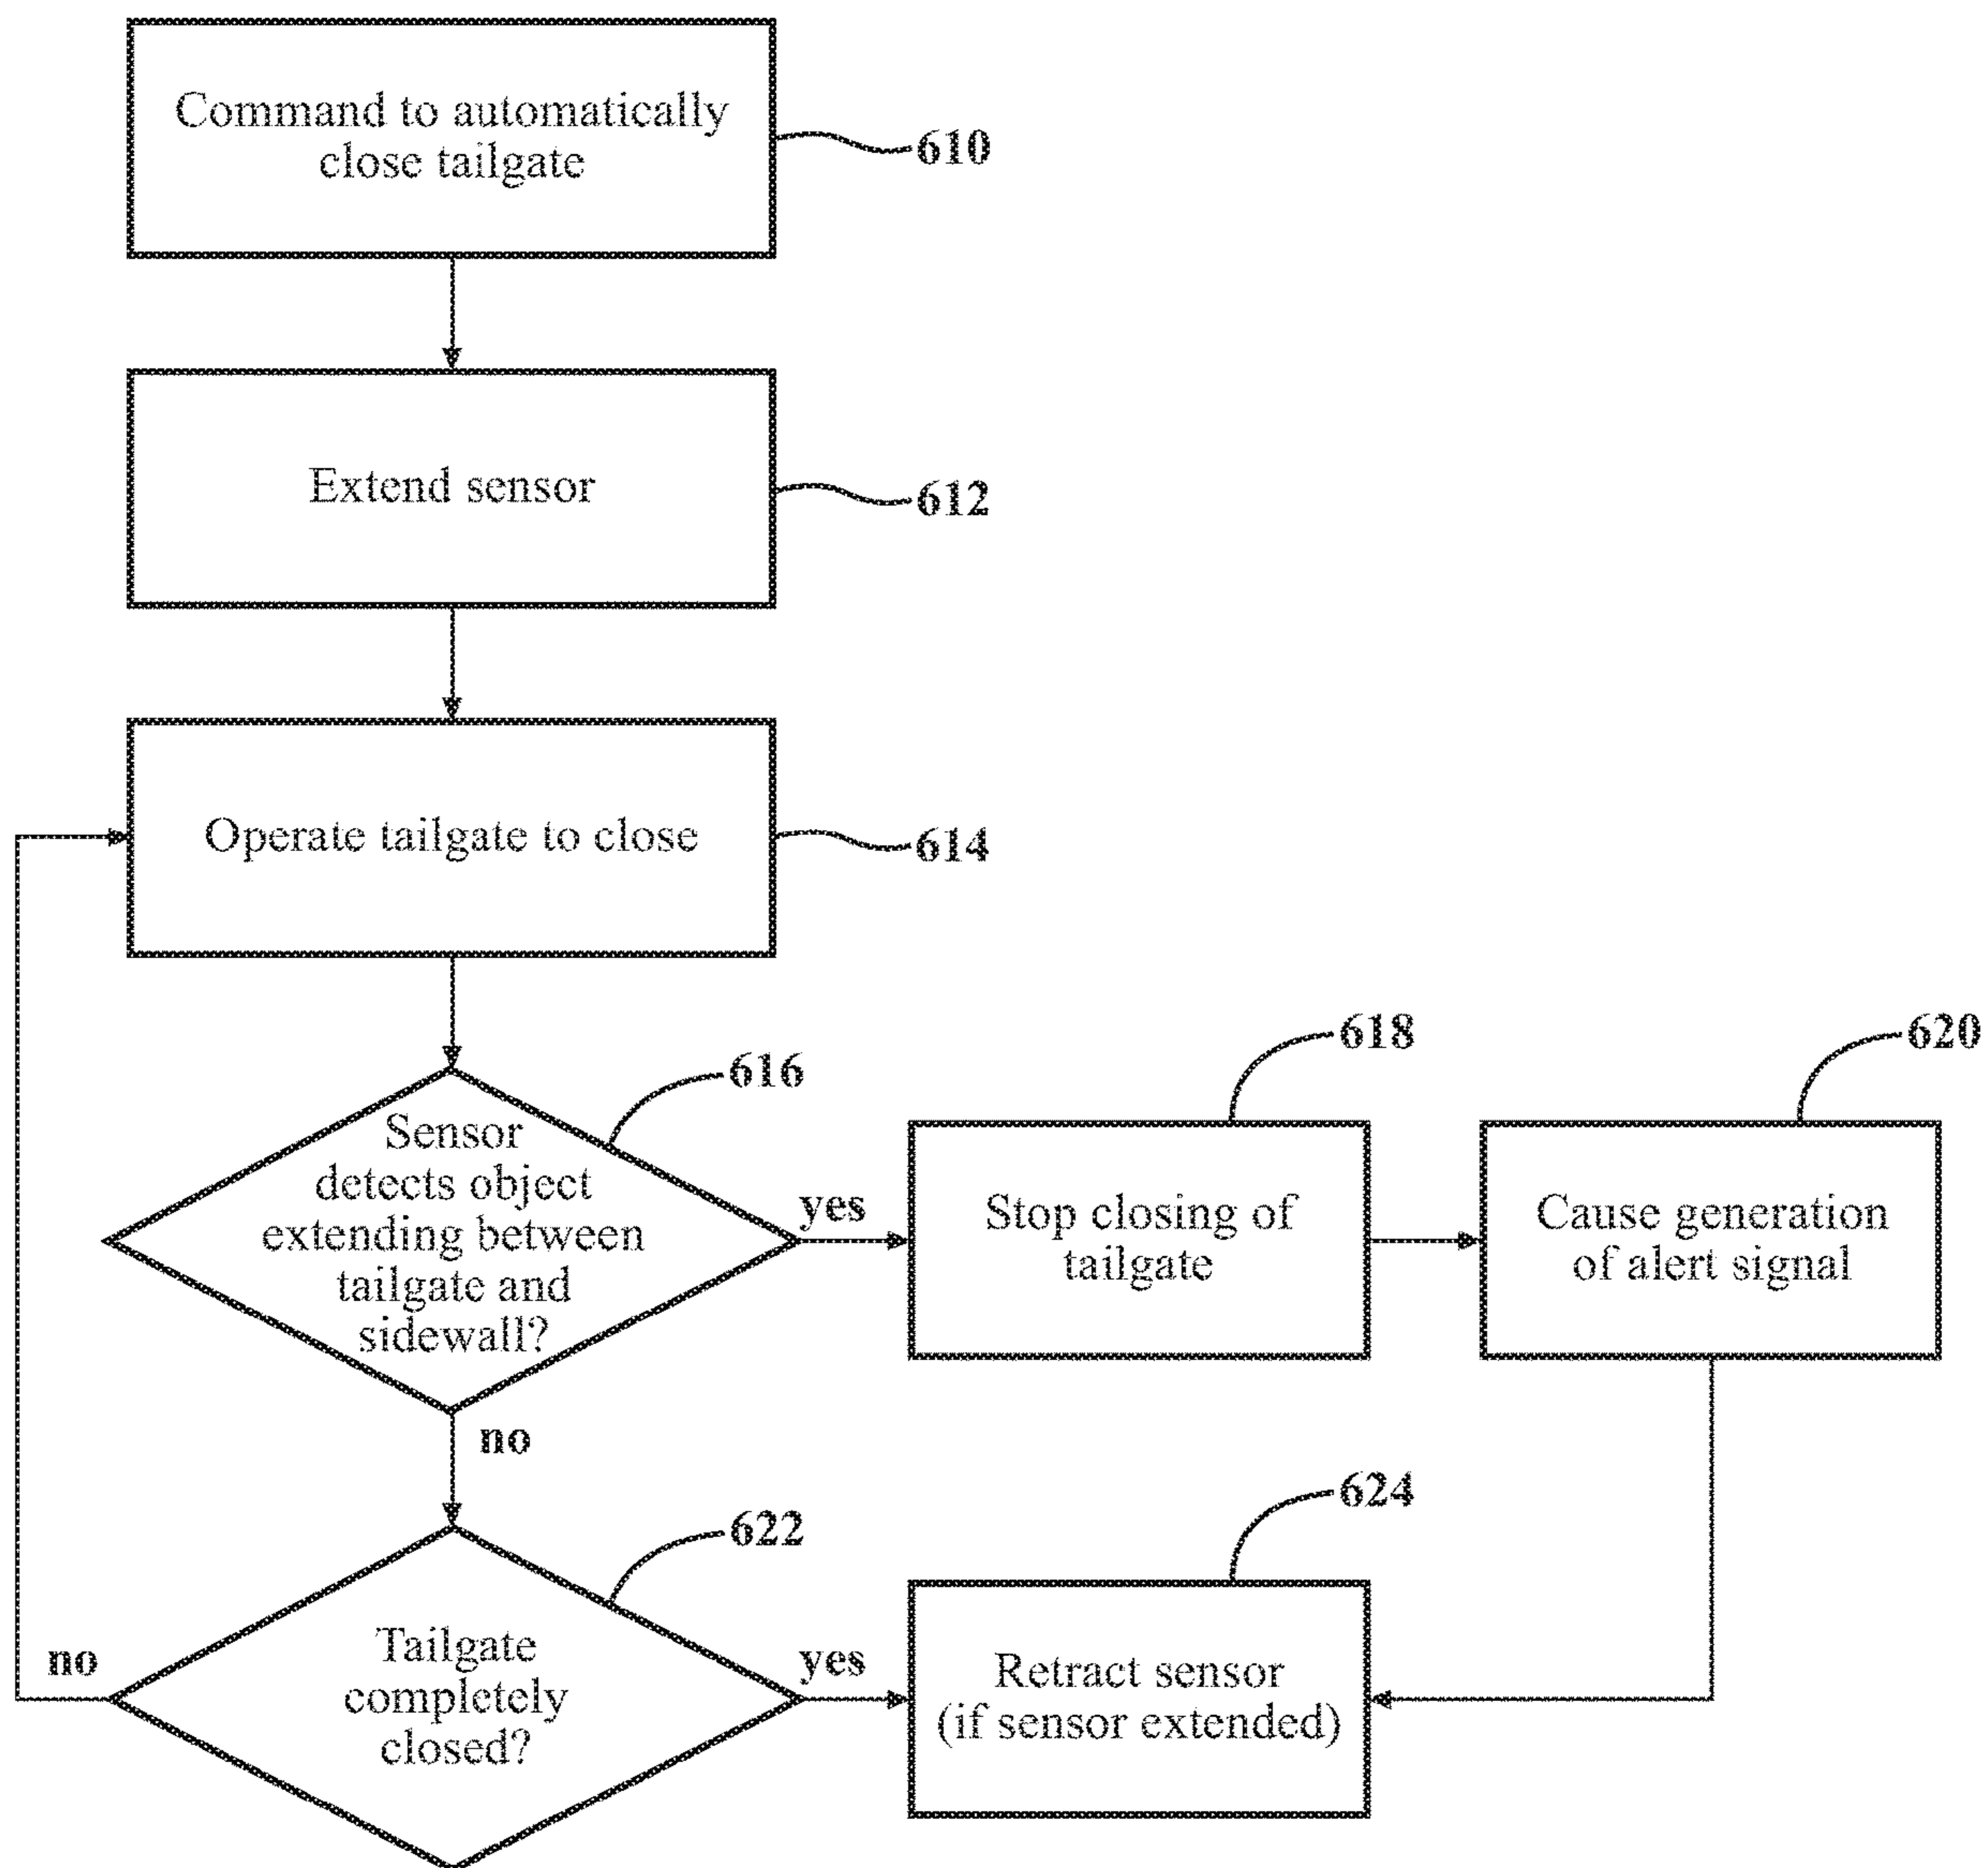 Command to automatically
close tailgate
610
Extend sensor
612
Operate tailgate to close
614
Sensor
detects object
extending between
tailgate and
sidewall?
616
yes
Stop closing of
tailgate
618
Cause generation
of alert signal
620
no
Tailgate
completely
closed?
622
no
yes
Retract sensor
(if sensor extended)
624